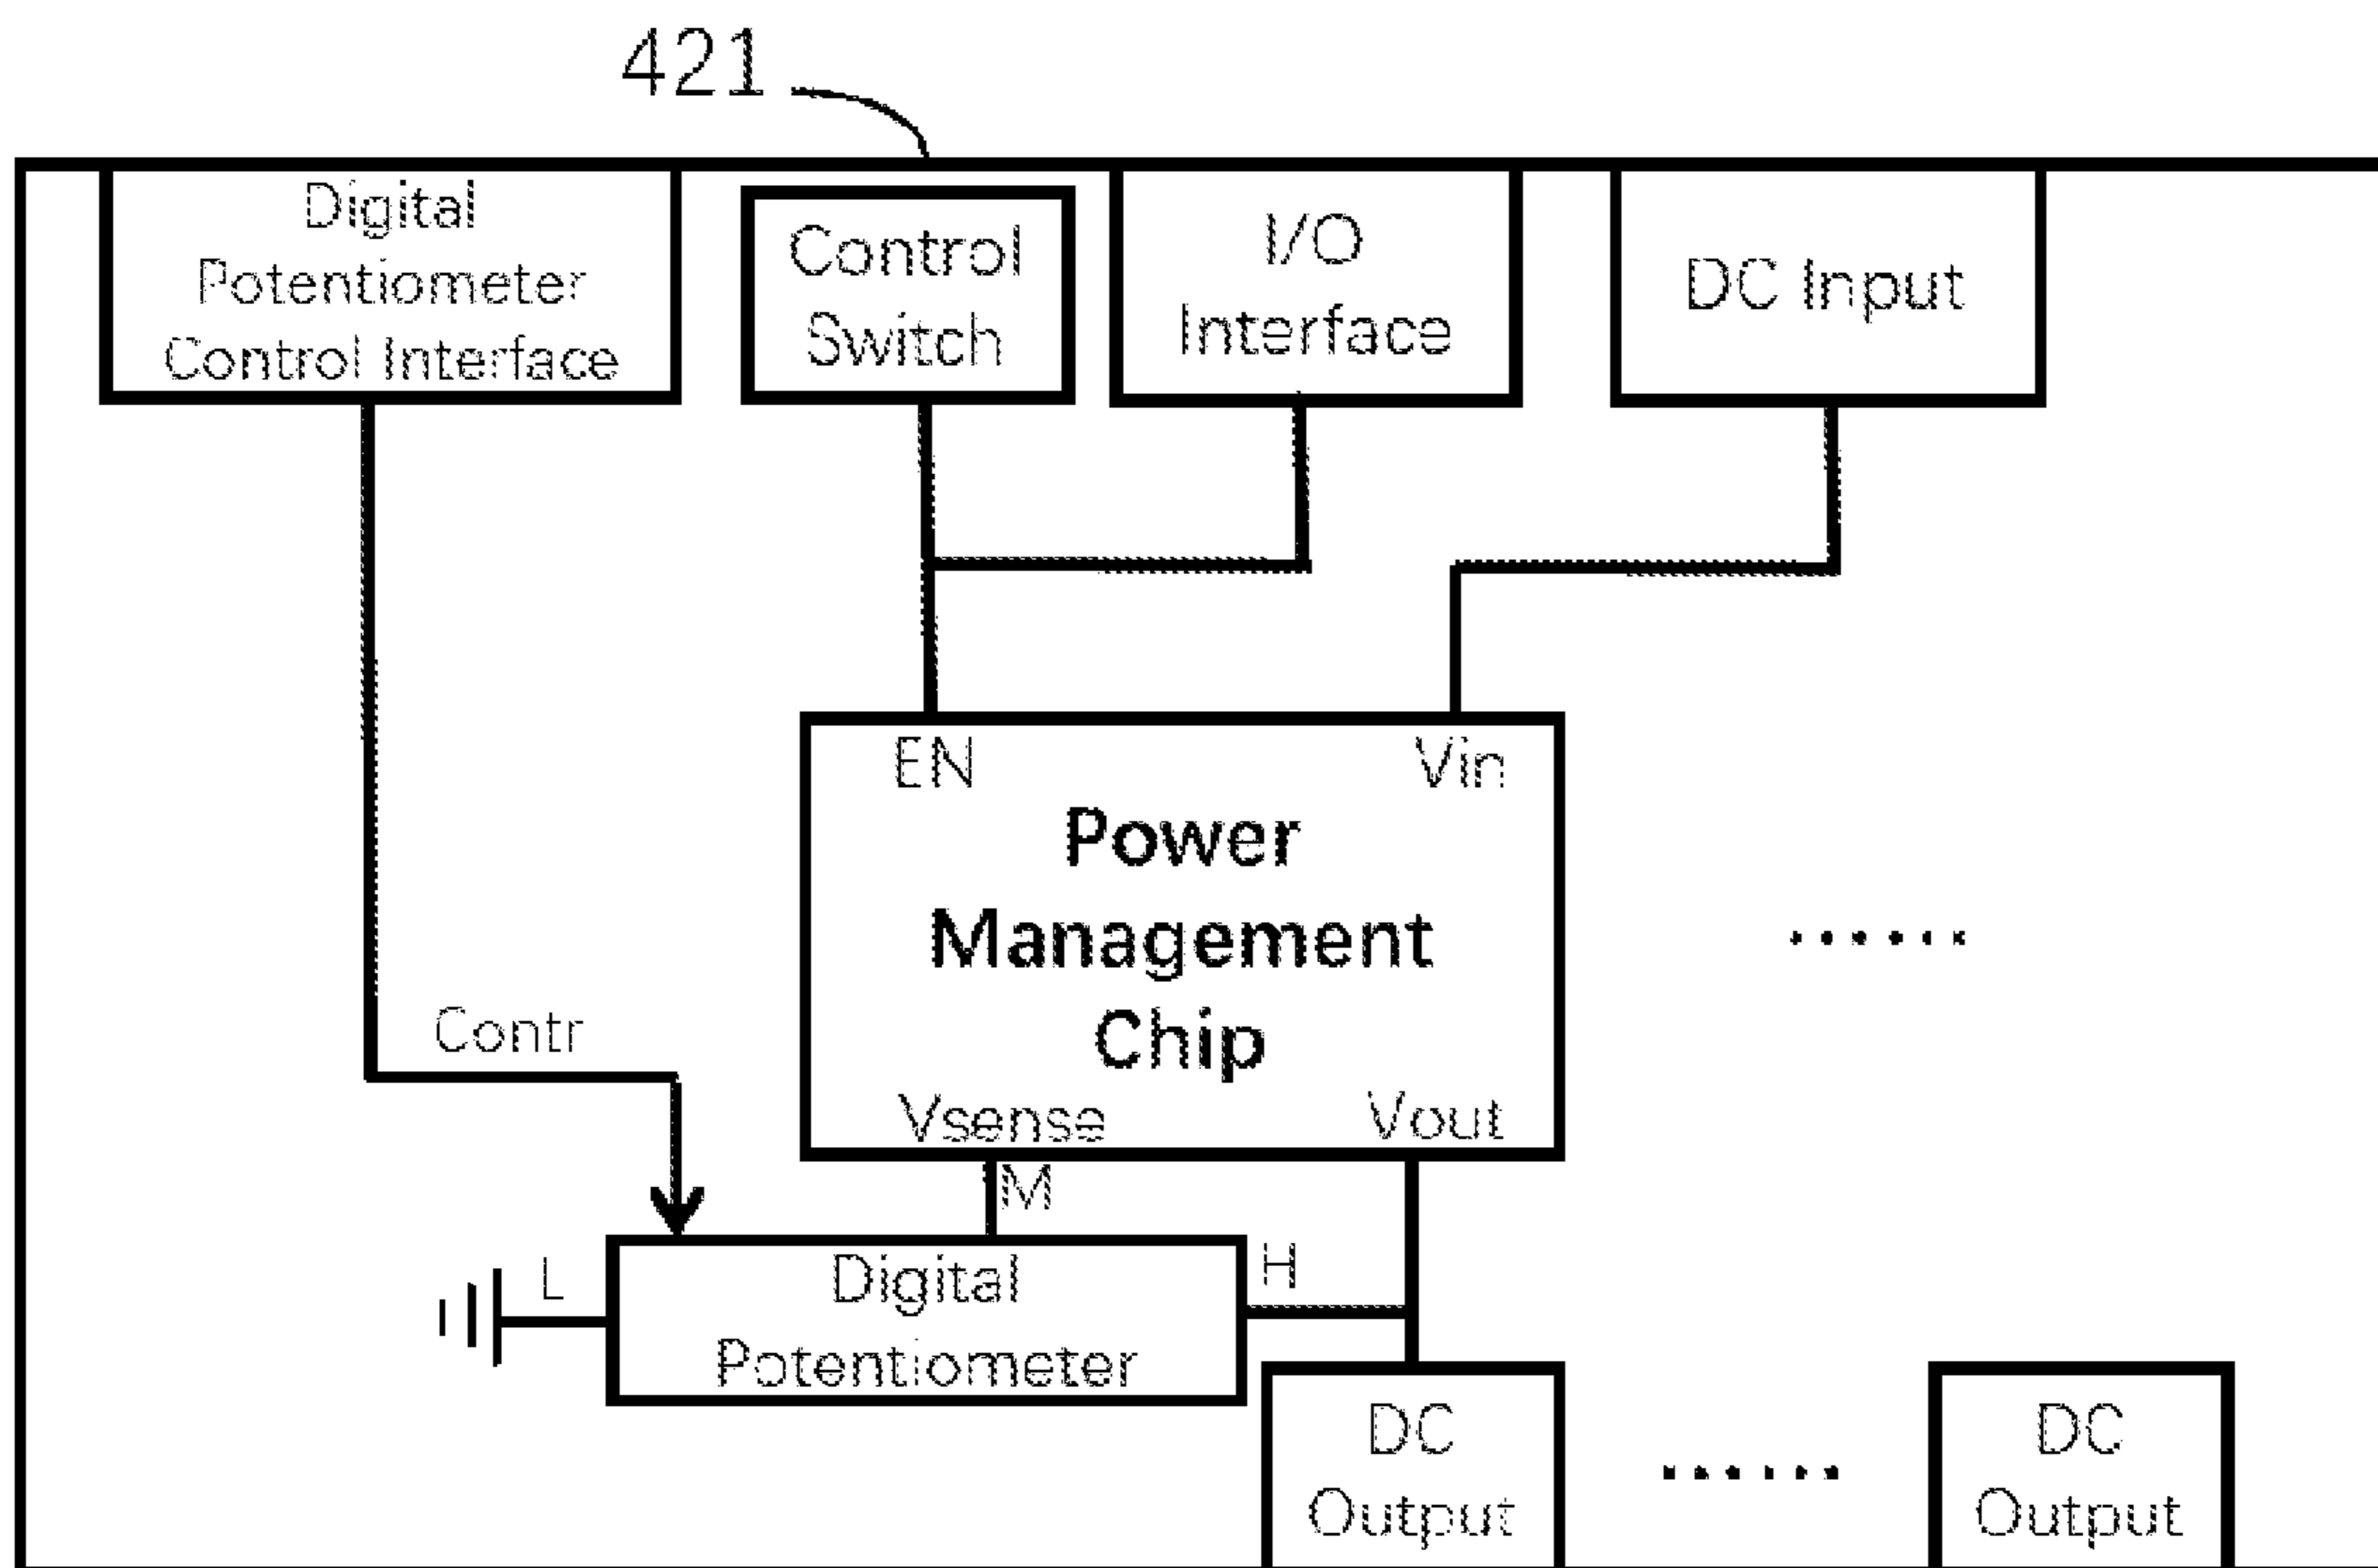 421
Digital
Potentiometer
Control Interface
Control
Switch
I/O
Interface
DC Input
EN
Vin
Power
Management
Chip
......
Contr
Vsense
Vout
M
L
H
Digital
Potentiometer
DC
Output
......
DC
Output